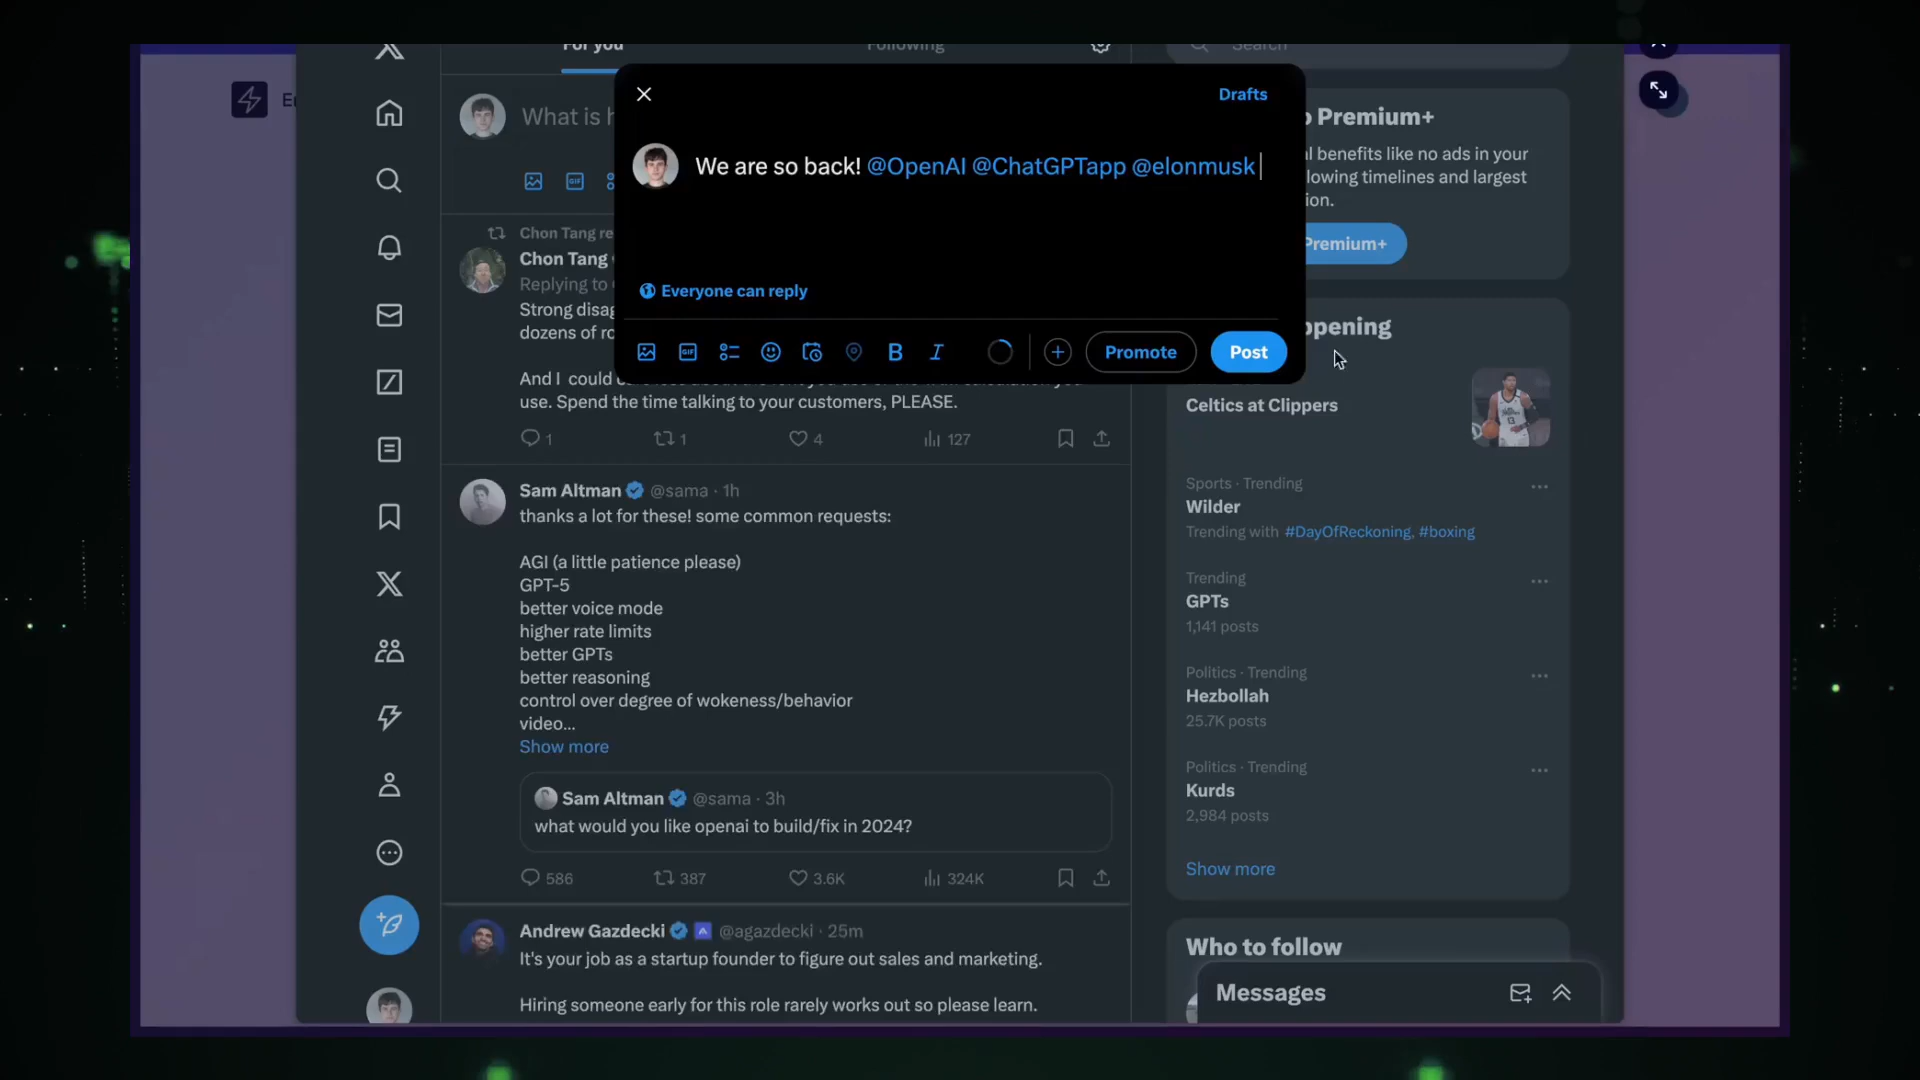 For you
Following
Search
Drafts
We are so back! @OpenAI @ChatGPTapp @elonmusk
Everyone can reply
B
I
Promote
Post
What is
GIF
Chon Tang
Chon Tang
Replying to
dozens of
And I could
use. Spend the time talking to your customers, PLEASE.
1
1
4
127
Sam Altman @sama · 1h
thanks a lot for these! some common requests:
AGI (a little patience please)
GPT-5
better voice mode
higher rate limits
better GPTs
better reasoning
control over degree of wokeness/behavior
video...
Show more
Sam Altman @sama · 3h
what would you like openai to build/fix in 2024?
586
387
3.6K
324K
Andrew Gazdecki @agazdecki · 25m
It's your job as a startup founder to figure out sales and marketing.
Hiring someone early for this role rarely works out so please learn.
Premium+
benefits like no ads in your
timelines and largest
Premium+
Celtics at Clippers
Sports · Trending
Wilder
Trending with #DayOfReckoning, #boxing
Trending
GPTs
1,141 posts
Politics · Trending
Hezbollah
25.7K posts
Politics · Trending
Kurds
2,984 posts
Show more
Who to follow
Messages